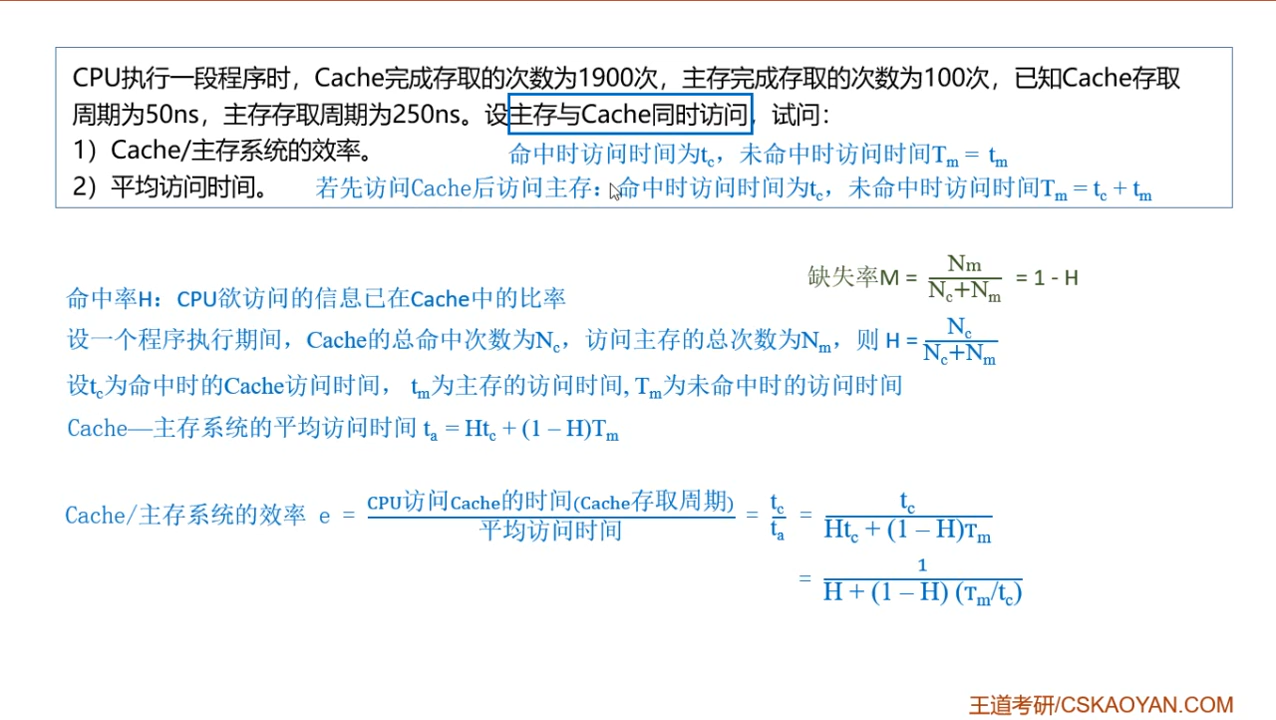 CPU执行一段程序时，Cache完成存取的次数为1900次，主存完成存取的次数为100次，已知Cache存取
周期为50ns，主存存取周期为250ns。设主存与Cache同时访问，试问：
1）Cache/主存系统的效率。 命中时访问时间为tc，未命中时访问时间Tm = tm
2）平均访问时间。 若先访问Cache后访问主存：命中时访问时间为tc，未命中时访问时间Tm = tc + tm
缺失率M = Nm / Nc+Nm = 1 - H
命中率H：CPU欲访问的信息已在Cache中的比率
设一个程序执行期间，Cache的总命中次数为Nc，访问主存的总次数为Nm，则 H = Nc / Nc+Nm
设tc为命中时的Cache访问时间， tm为主存的访问时间, Tm为未命中时的访问时间
Cache—主存系统的平均访问时间 ta = Htc + (1 – H)Tm
Cache/主存系统的效率 e = CPU访问Cache的时间(Cache存取周期) / 平均访问时间 = tc / ta = tc / Htc + (1 – H)Tm
= 1 / H + (1 – H) (Tm/tc)
王道考研/CSKAOYAN.COM